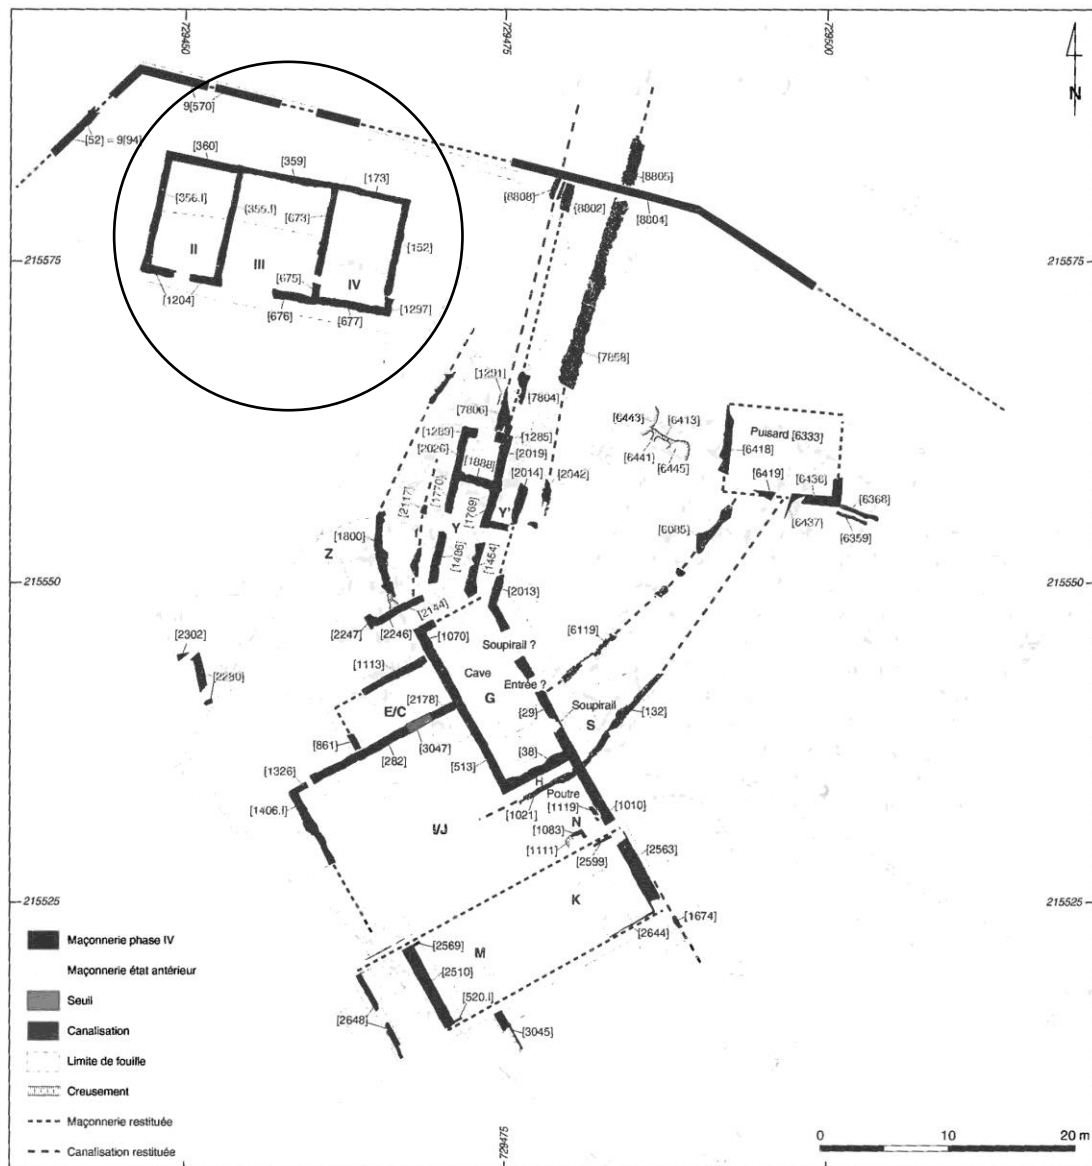 729450
729475
729500
N
9[570]
[52] = 9[94]
[360]
[359]
[173]
[8805]
[8808]
[8802]
[8804]
[356.I]
[355.I]
[673]
[152]
215575
II
III
IV
215575
[675]
[1204]
[676]
[677]
[1297]
[7858]
[1291]
[7804]
[7806]
[6443]
[6413]
Puisard [6333]
[1289]
[1285]
[2026]
[2019]
[6418]
[6441]
[6445]
[1888]
[2014]
[2042]
[6419]
[6436]
[1770]
[2117]
[1769]
[6368]
Y
Y'
[6437]
[6359]
[1800]
[6085]
Z
[1486]
[1454]
215550
[2013]
215550
[2144]
[2247]
[2246]
[1070]
Soupirail ?
[6119]
[2302]
[1113]
Cave
[2280]
[2178]
Entrée ?
E/C
G
Soupirail
[29]
S
[132]
[861]
[3047]
[38]
[282]
[513]
[1326]
H
Poutre
[1406.I]
[1021]
[1119]
[1010]
I/J
N
[1083]
[1111]
[2599]
[2563]
K
215525
215525
[1674]
[2644]
[2569]
M
[2510]
[520.I]
[2648]
[3045]
Maçonnerie phase IV
Maçonnerie état antérieur
Seuil
Canalisation
Limite de fouille
Creusement
Maçonnerie restituée
Canalisation restituée
729475
0 10 20 m